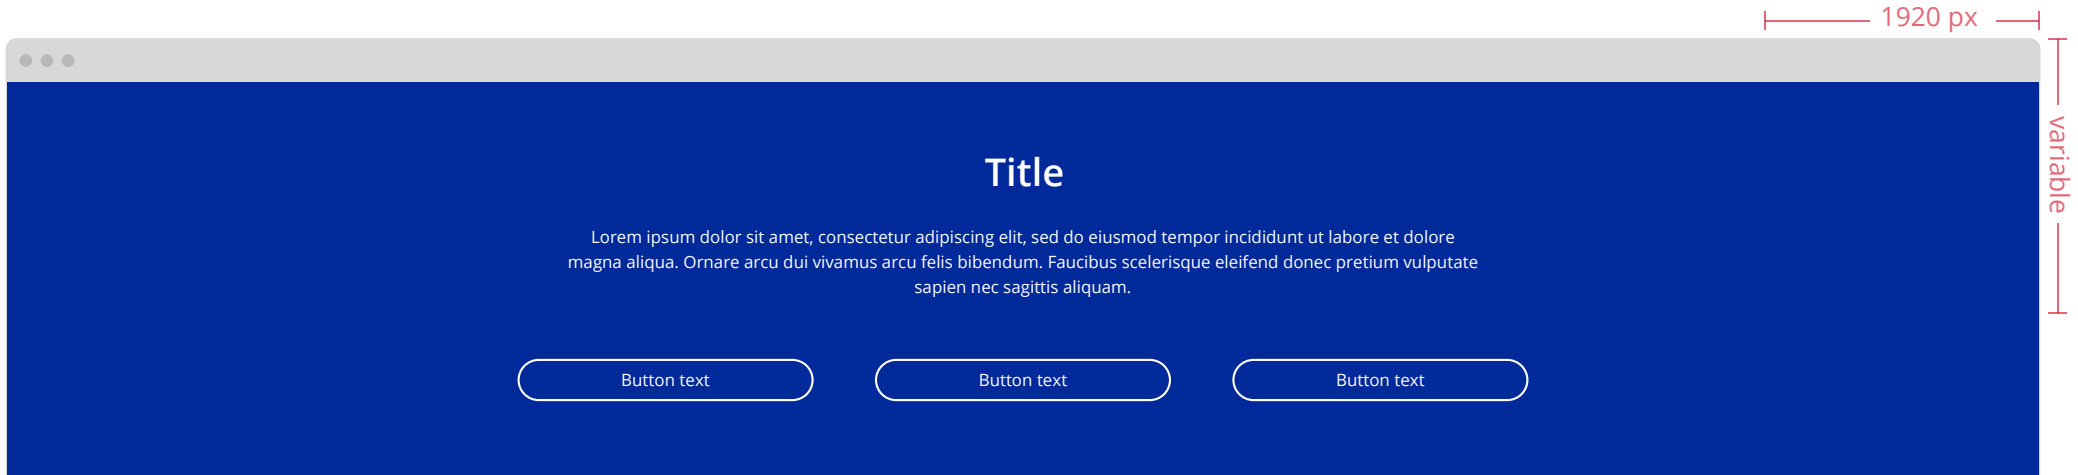 1920 px
variable
Title
Lorem ipsum dolor sit amet, consectetur adipiscing elit, sed do eiusmod tempor incididunt ut labore et dolore
magna aliqua. Ornare arcu dui vivamus arcu felis bibendum. Faucibus scelerisque eleifend donec pretium vulputate
sapien nec sagittis aliquam.
Button text
Button text
Button text